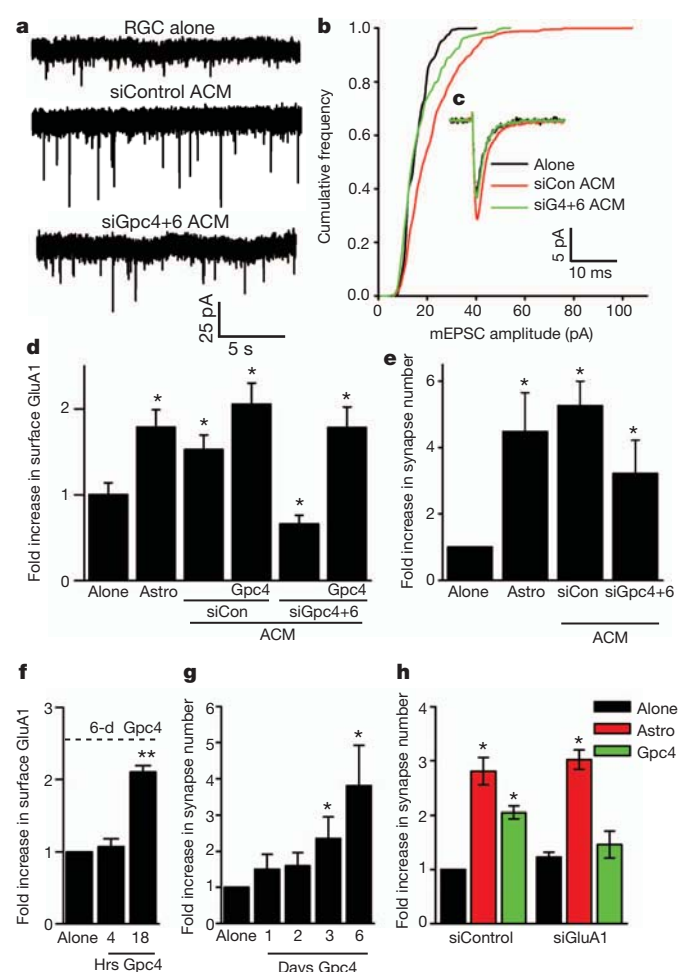 a
RGC alone
siControl ACM
siGpc4+6 ACM
25 pA
5 s
b
Cumulative frequency
1.0
0.8
0.6
0.4
0.2
0.0
0 20 40 60 80 100
mEPSC amplitude (pA)
c
Alone
siCon ACM
siG4+6 ACM
5 pA
10 ms
d
Fold increase in surface GluA1
2
1
0
* * * * *
Alone Astro Gpc4 Gpc4
siCon siGpc4+6
ACM
e
Fold increase in synapse number
6
4
2
0
* * *
Alone Astro siCon siGpc4+6
ACM
f
Fold increase in surface GluA1
3
2
1
0
6-d Gpc4
**
Alone 4 18
Hrs Gpc4
g
Fold increase in synapse number
6
5
4
3
2
1
0
* *
Alone 1 2 3 6
Days Gpc4
h
Fold increase in synapse number
4
3
2
1
0
* * *
Alone
Astro
Gpc4
siControl siGluA1